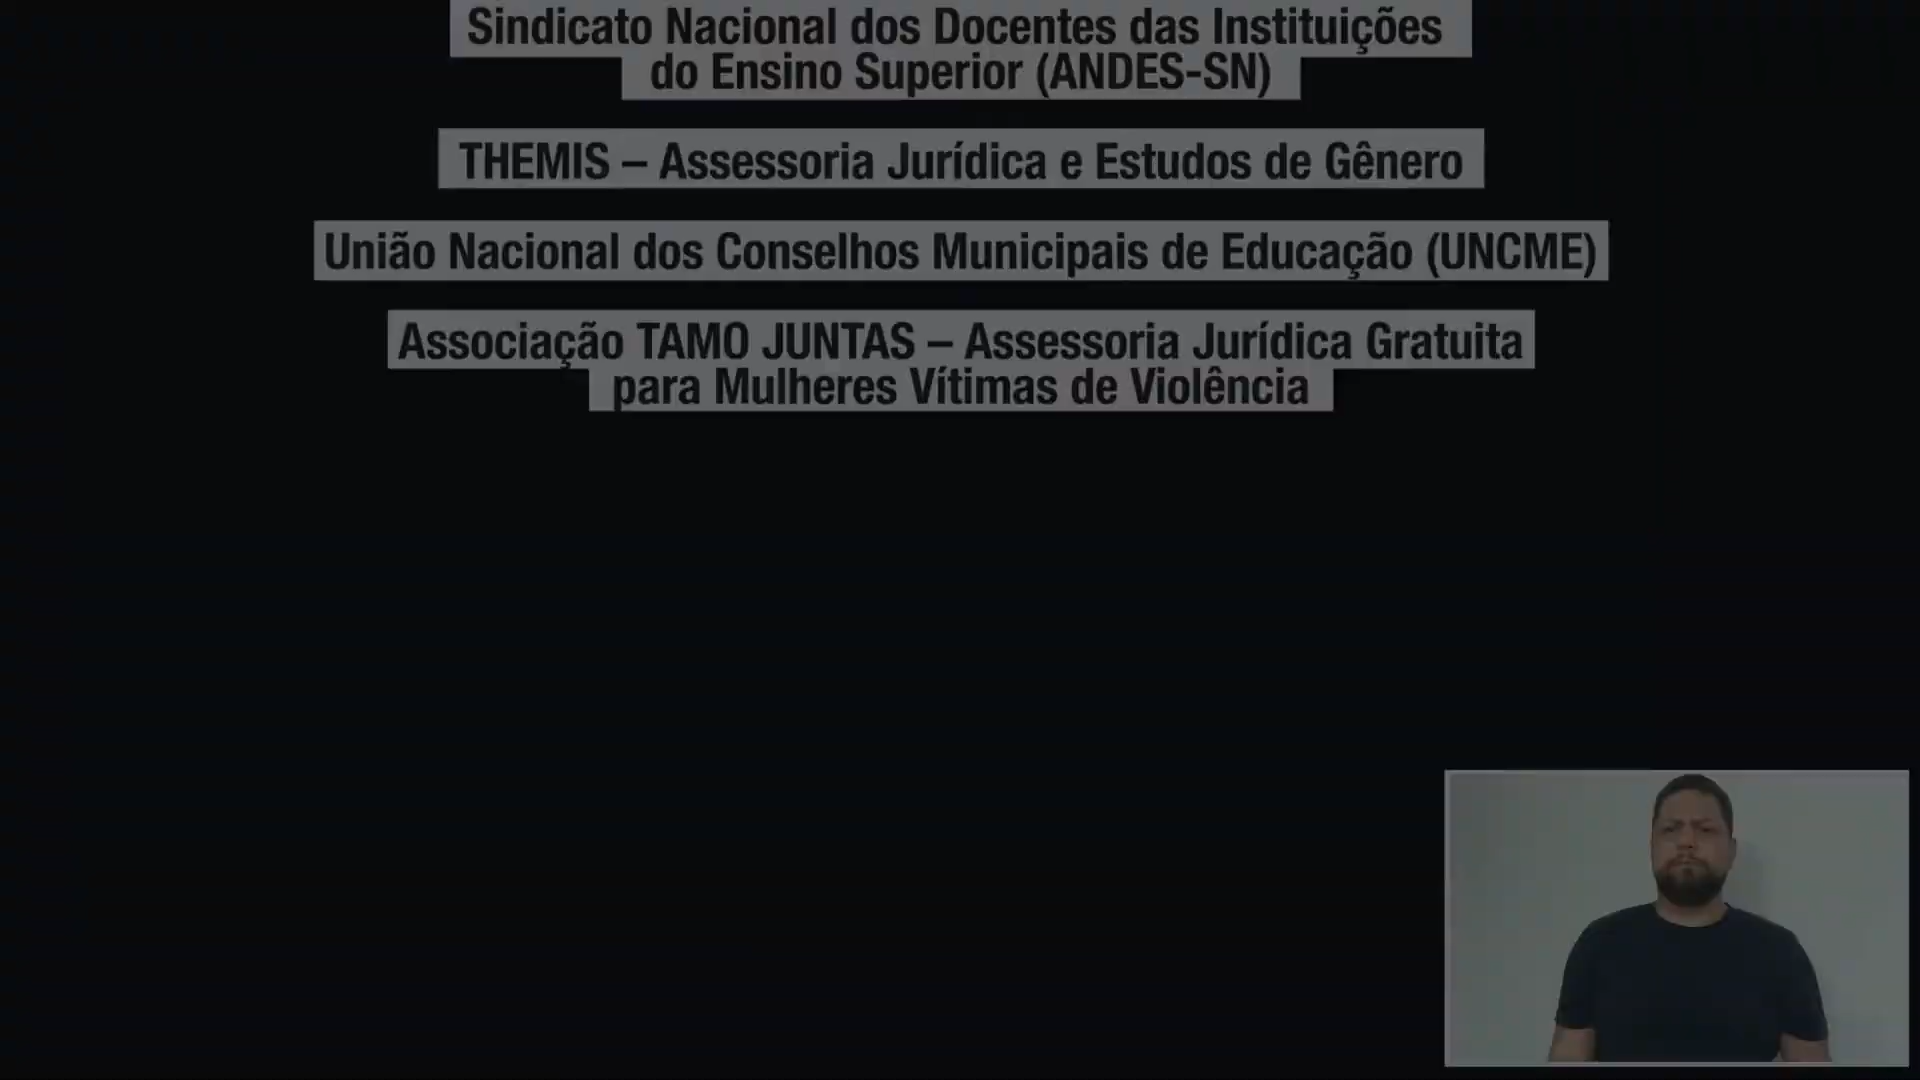 Sindicato Nacional dos Docentes das Instituições
do Ensino Superior (ANDES-SN)
THEMIS – Assessoria Jurídica e Estudos de Gênero
União Nacional dos Conselhos Municipais de Educação (UNCME)
Associação TAMO JUNTAS – Assessoria Jurídica Gratuita
para Mulheres Vítimas de Violência